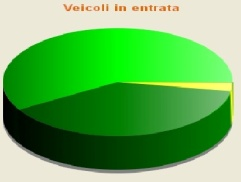 Veicoli in entrata